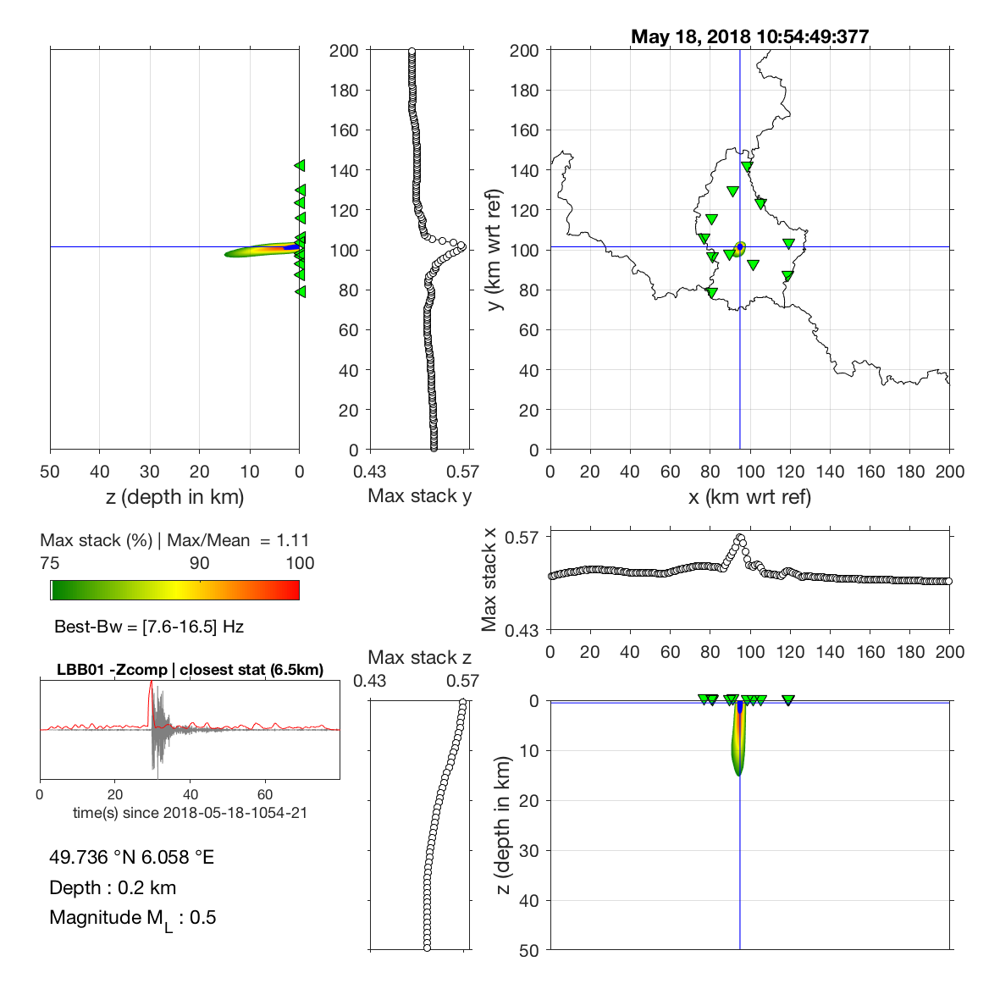 May 18, 2018 10:54:49:377
200
180
160
140
120
100
80
60
40
20
0
50 40 30 20 10 0
z (depth in km)
0.43 0.57
Max stack y
y (km wrt ref)
200
180
160
140
120
100
80
60
40
20
0
0 20 40 60 80 100 120 140 160 180 200
x (km wrt ref)
Max stack (%) | Max/Mean = 1.11
75 90 100
Best-Bw = [7.6-16.5] Hz
Max stack x
0.57
0.43
0 20 40 60 80 100 120 140 160 180 200
LBB01 -Zcomp | closest stat (6.5km)
0 20 40 60
time(s) since 2018-05-18-1054-21
Max stack z
0.43 0.57
z (depth in km)
0
10
20
30
40
50
49.736 °N 6.058 °E
Depth : 0.2 km
Magnitude ML : 0.5